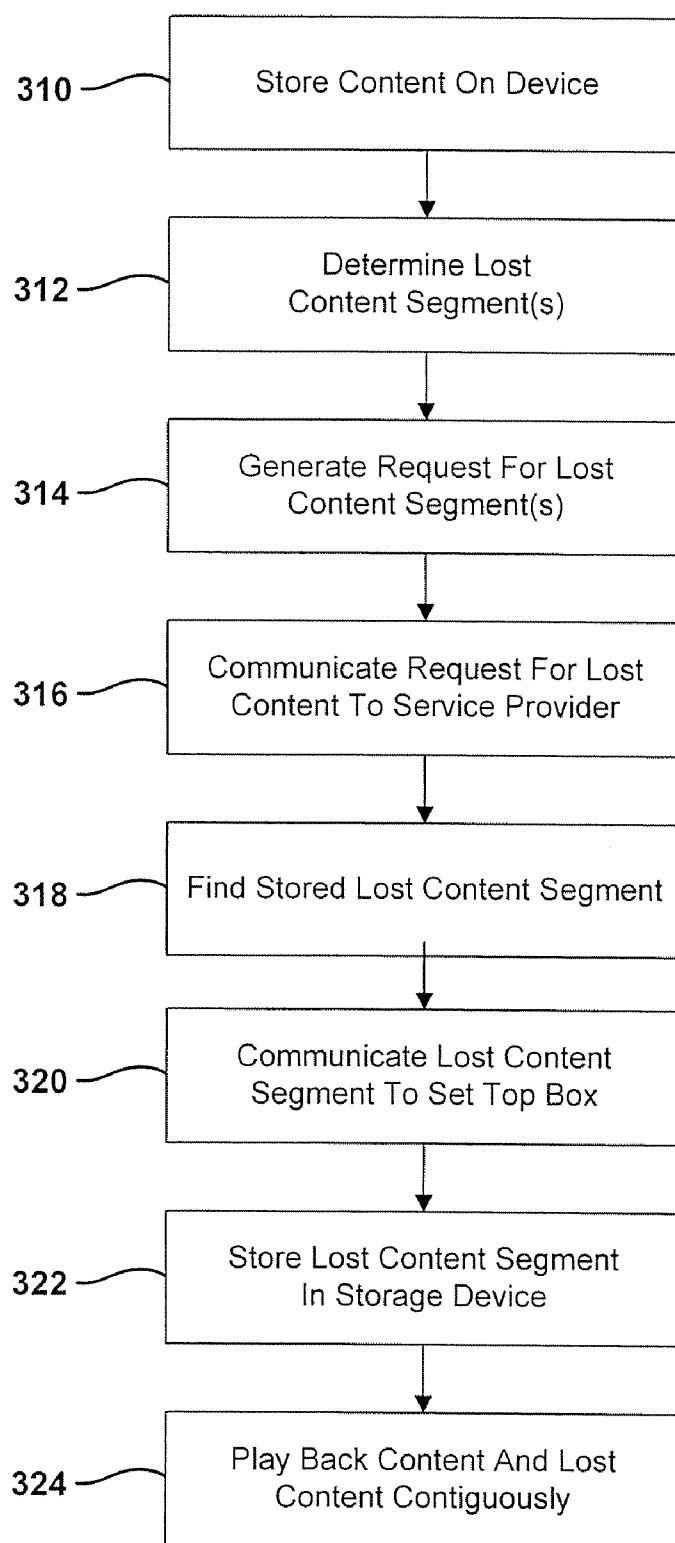 310
Store Content On Device
312
Determine Lost
Content Segment(s)
314
Generate Request For Lost
Content Segment(s)
316
Communicate Request For Lost
Content To Service Provider
318
Find Stored Lost Content Segment
320
Communicate Lost Content
Segment To Set Top Box
322
Store Lost Content Segment
In Storage Device
324
Play Back Content And Lost
Content Contiguously